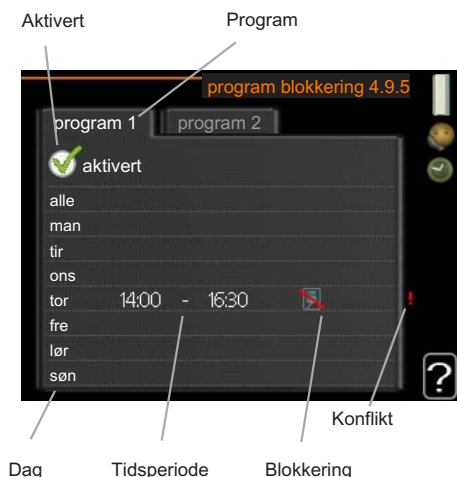 Aktivert Program
program blokkering 4.9.5
program 1 program 2
aktivert
alle
man
tir
ons
tor 14:00 - 16:30 !
fre
lør
søn
?
Konflikt
Dag Tidsperiode Blokkering